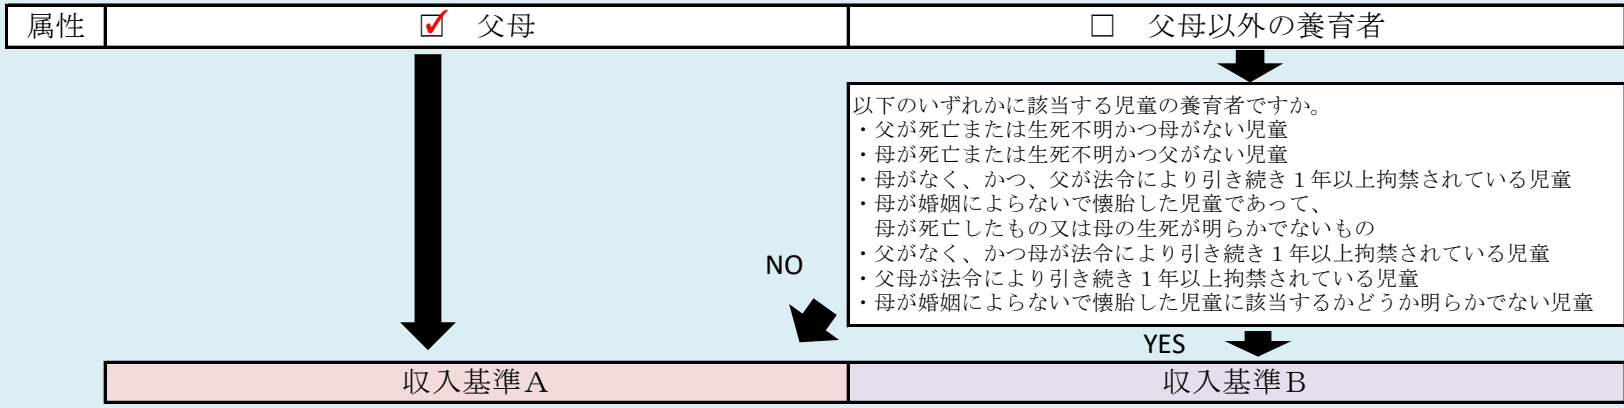 属性
☑ 父母
□ 父母以外の養育者
以下のいずれかに該当する児童の養育者ですか。
・父が死亡または生死不明かつ母がない児童
・母が死亡または生死不明かつ父がない児童
・母がなく、かつ、父が法令により引き続き１年以上拘禁されている児童
・母が婚姻によらないで懐胎した児童であって、
　母が死亡したもの又は母の生死が明らかでないもの
・父がなく、かつ母が法令により引き続き１年以上拘禁されている児童
・父母が法令により引き続き１年以上拘禁されている児童
・母が婚姻によらないで懐胎した児童に該当するかどうか明らかでない児童
NO
YES
収入基準Ａ
収入基準Ｂ